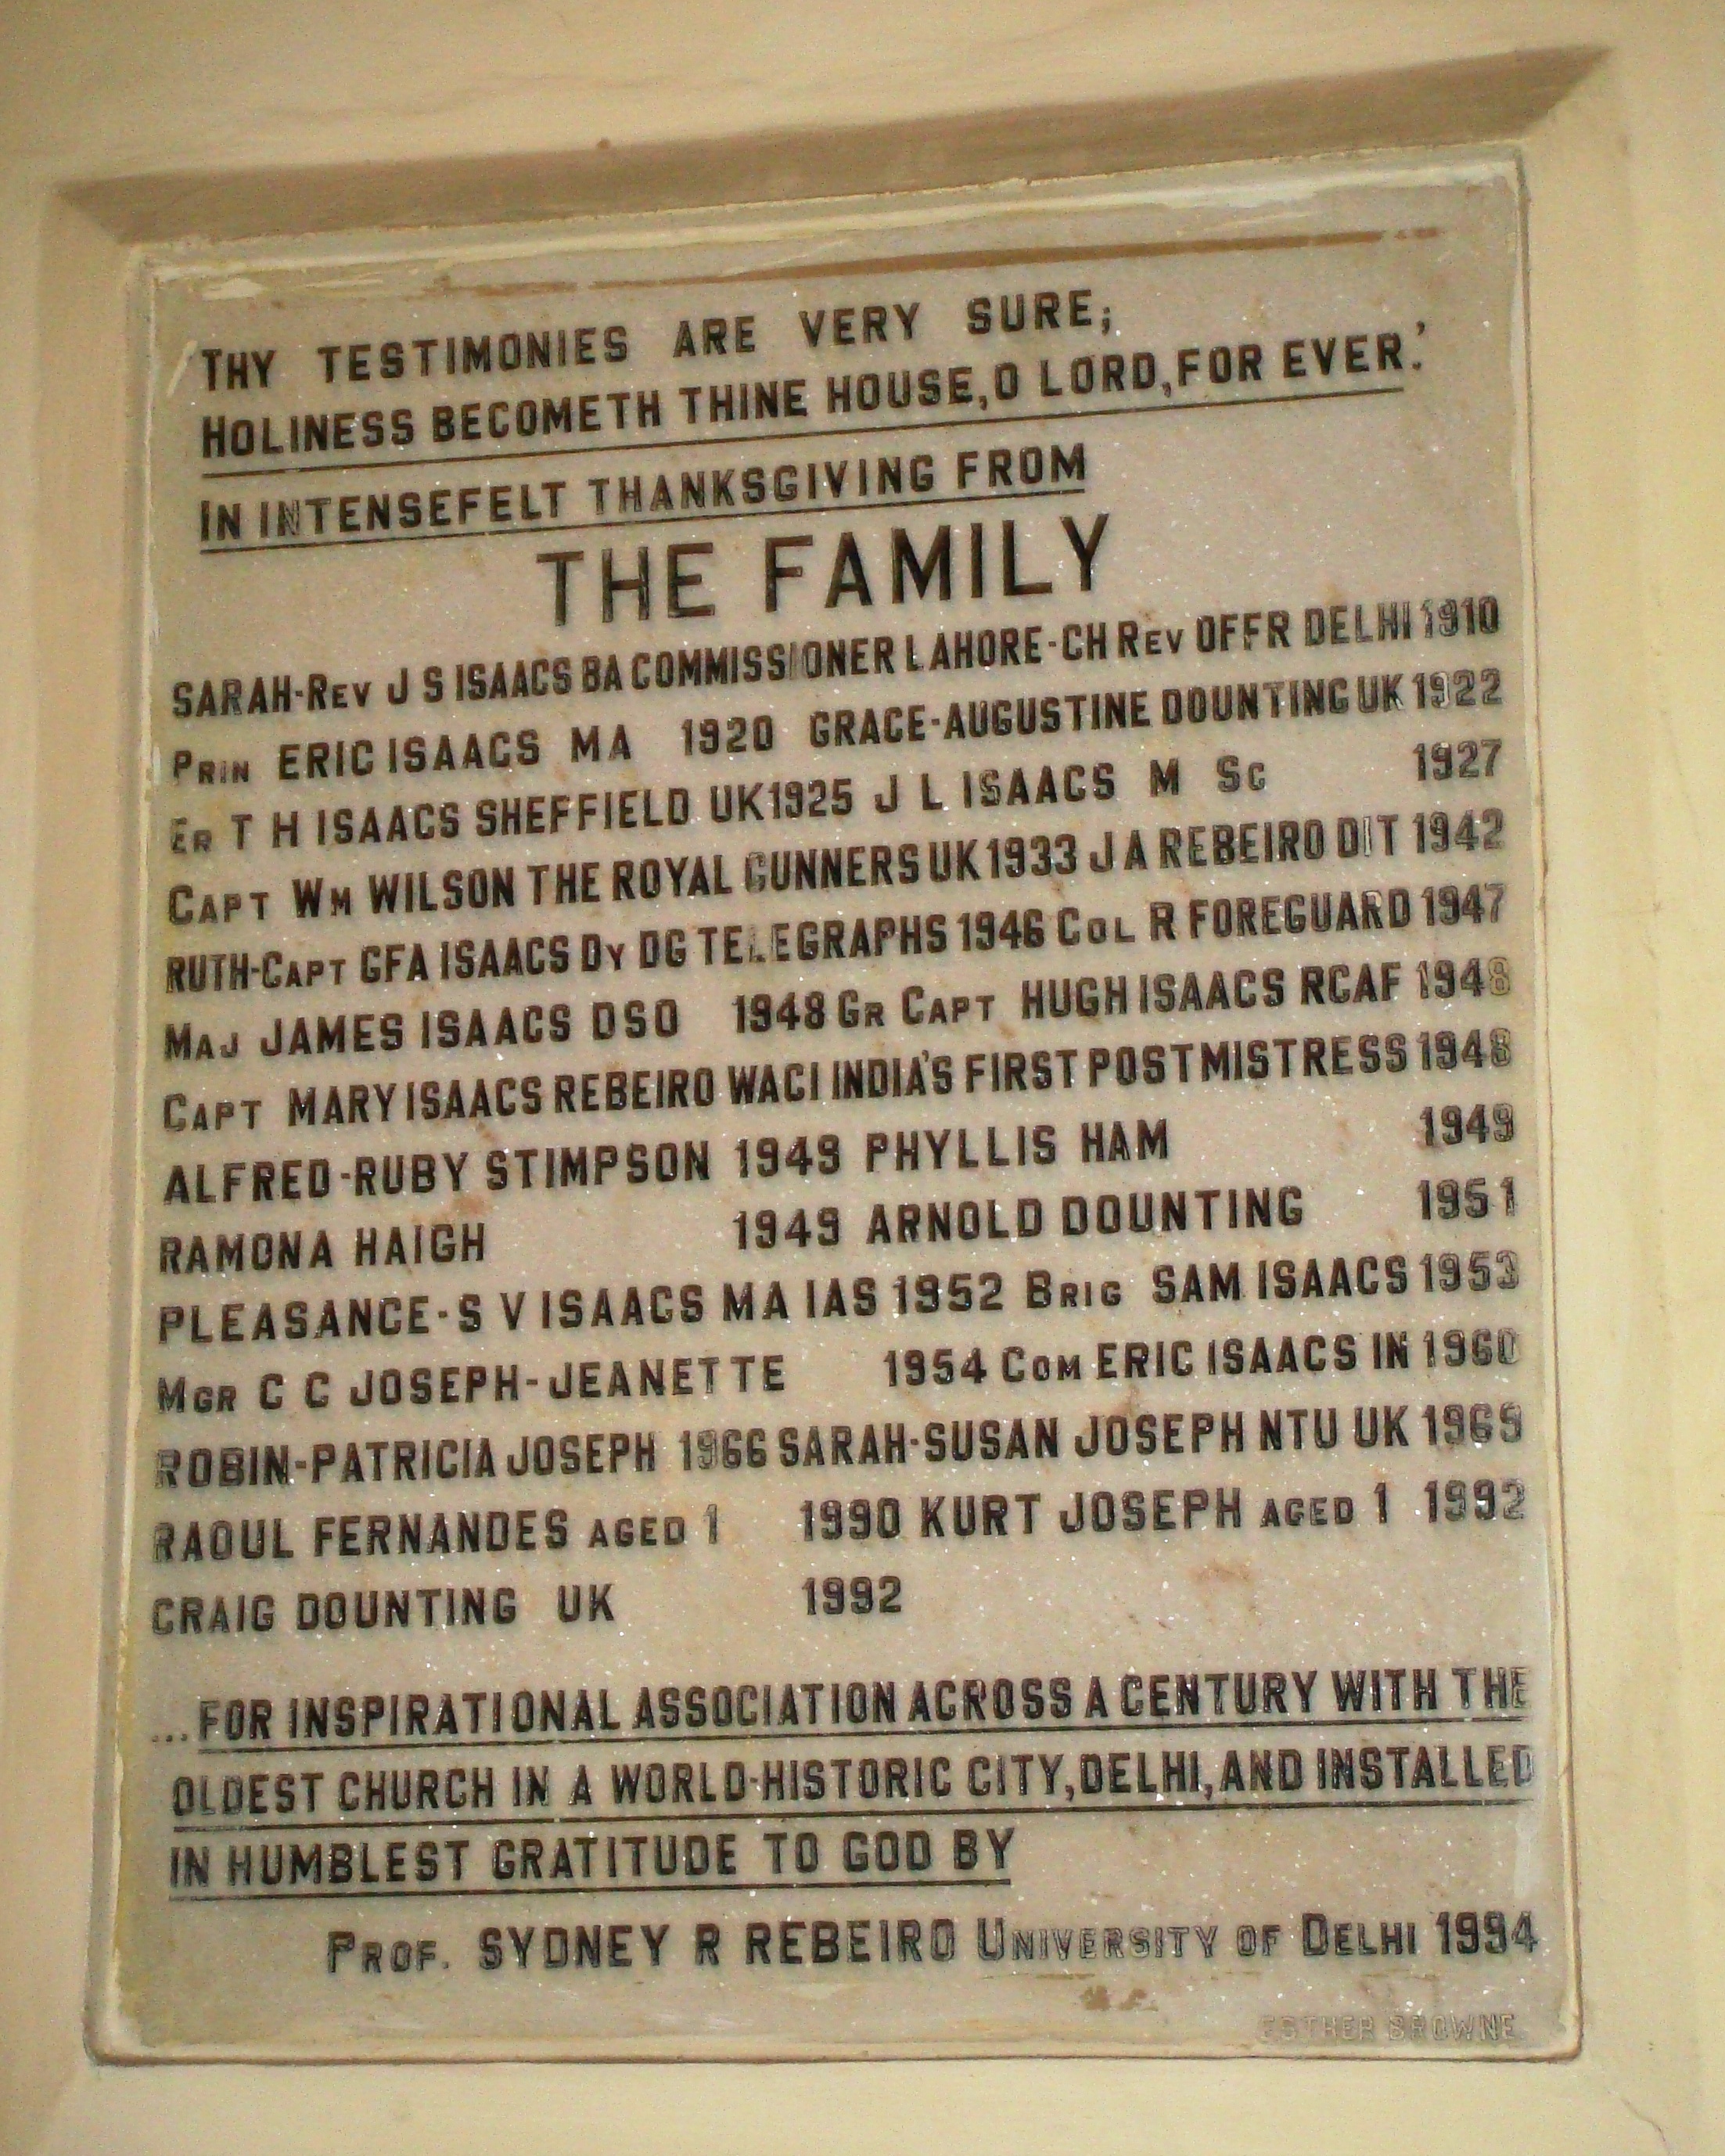 'THY TESTIMONIES ARE VERY SURE;
HOLINESS BECOMETH THINE HOUSE, O LORD, FOR EVER.'
IN INTENSEFELT THANKSGIVING FROM
THE FAMILY
SARAH-REV J S ISAACS BA COMMISSIONER LAHORE-CH REV OFFR DELHI 1910
PRIN ERIC ISAACS MA 1920 GRACE-AUGUSTINE DOUNTING UK 1922
ER T H ISAACS SHEFFIELD UK 1925 J L ISAACS M SC 1927
CAPT WM WILSON THE ROYAL GUNNERS UK 1933 J A REBEIRO DIT 1942
RUTH-CAPT GFA ISAACS DY DG TELEGRAPHS 1946 COL R FOREGUARD 1947
MAJ JAMES ISAACS DSO 1948 GR CAPT HUGH ISAACS RCAF 1948
CAPT MARY ISAACS REBEIRO WACI INDIA'S FIRST POSTMISTRESS 1948
ALFRED-RUBY STIMPSON 1949 PHYLLIS HAM 1949
RAMONA HAIGH 1949 ARNOLD DOUNTING 1951
PLEASANCE-S V ISAACS MA IAS 1952 BRIG SAM ISAACS 1953
MGR C C JOSEPH-JEANETTE 1954 COM ERIC ISAACS IN 1960
ROBIN-PATRICIA JOSEPH 1966 SARAH-SUSAN JOSEPH NTU UK 1969
RAOUL FERNANDES AGED 1 1990 KURT JOSEPH AGED 1 1992
CRAIG DOUNTING UK 1992
...FOR INSPIRATIONAL ASSOCIATION ACROSS A CENTURY WITH THE
OLDEST CHURCH IN A WORLD-HISTORIC CITY, DELHI, AND INSTALLED
IN HUMBLEST GRATITUDE TO GOD BY
PROF. SYDNEY R REBEIRO UNIVERSITY OF DELHI 1994
ESTHER BROWNE